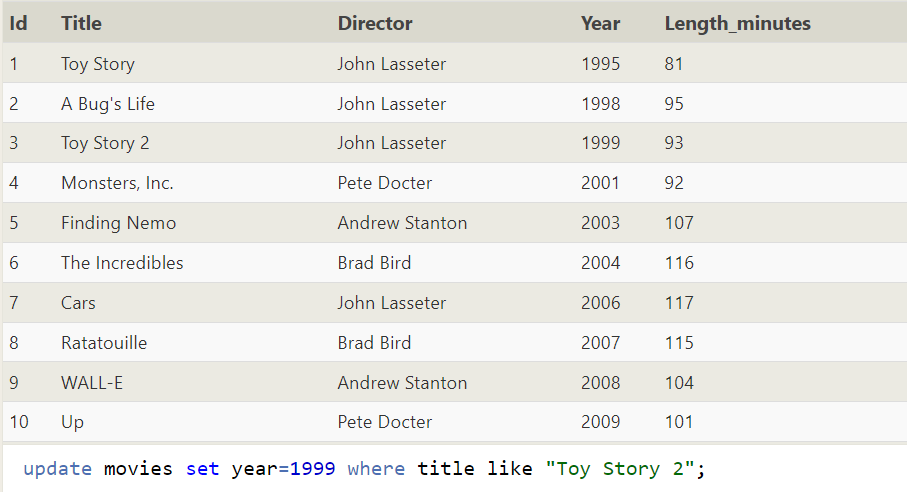 Id Title Director Year Length_minutes
1 Toy Story John Lasseter 1995 81
2 A Bug's Life John Lasseter 1998 95
3 Toy Story 2 John Lasseter 1999 93
4 Monsters, Inc. Pete Docter 2001 92
5 Finding Nemo Andrew Stanton 2003 107
6 The Incredibles Brad Bird 2004 116
7 Cars John Lasseter 2006 117
8 Ratatouille Brad Bird 2007 115
9 WALL-E Andrew Stanton 2008 104
10 Up Pete Docter 2009 101
update movies set year=1999 where title like "Toy Story 2";